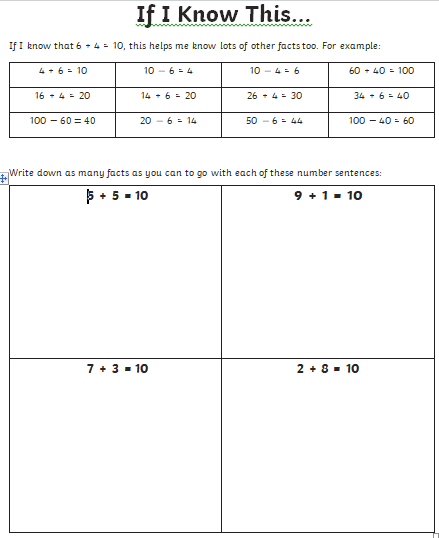 If I Know This...
If I know that 6 + 4 = 10, this helps me know lots of other facts too. For example:
4 + 6 = 10 10 – 6 = 4 10 – 4 = 6 60 + 40 = 100
16 + 4 = 20 14 + 6 = 20 26 + 4 = 30 34 + 6 = 40
100 – 60 = 40 20 – 6 = 14 50 – 6 = 44 100 – 40 = 60
Write down as many facts as you can to go with each of these number sentences:
5 + 5 = 10 9 + 1 = 10
7 + 3 = 10 2 + 8 = 10